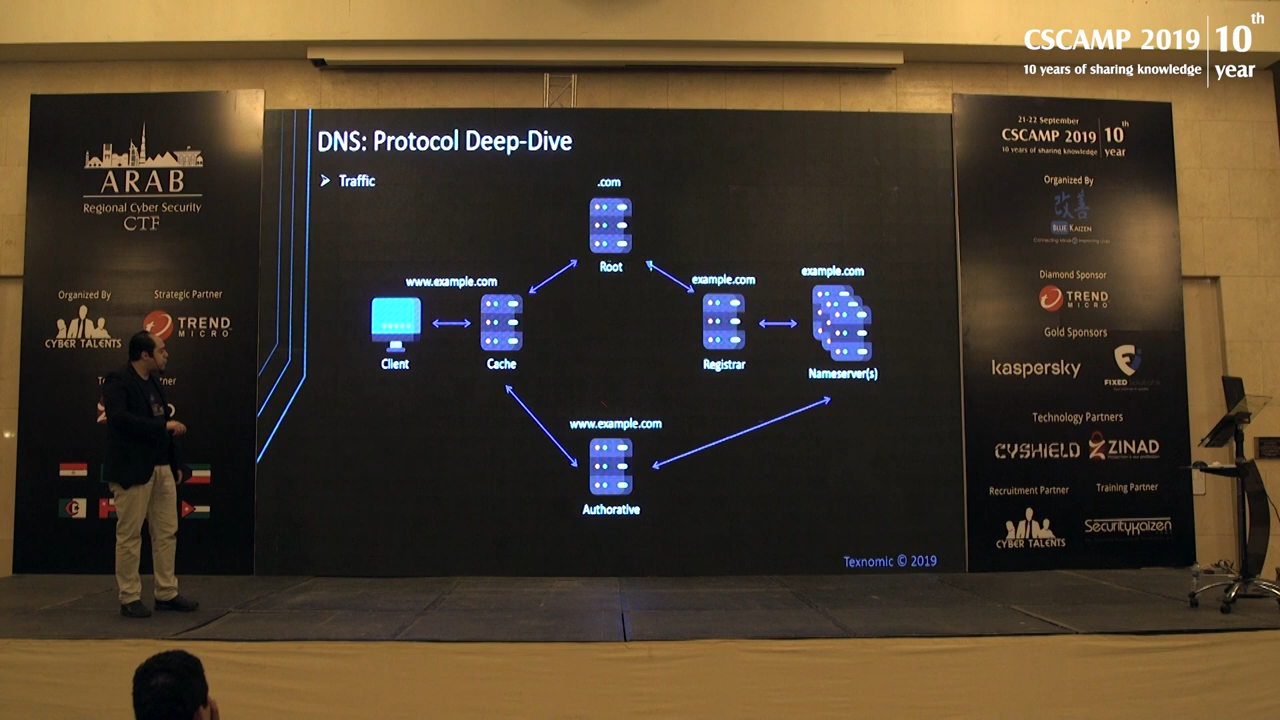 CSCAMP 2019
10 years of sharing knowledge
10th
year
ARAB
Regional Cyber Security
CTF
Organized By
CYBER TALENTS
Strategic Partner
TREND
MICRO
DNS: Protocol Deep-Dive
Traffic
.com
Root
www.example.com
Client
Cache
example.com
Registrar
example.com
Nameserver(s)
www.example.com
Authorative
Texnomic © 2019
21-22 September
CSCAMP 2019
10 years of sharing knowledge
10th
year
Organized By
改善
BLUE KAIZEN
Diamond Sponsor
TREND
MICRO
Gold Sponsors
kaspersky
FIXED
Technology Partners
CYSHIELD
ZINAD
Recruitment Partner
CYBER TALENTS
Training Partner
Securitykaizen